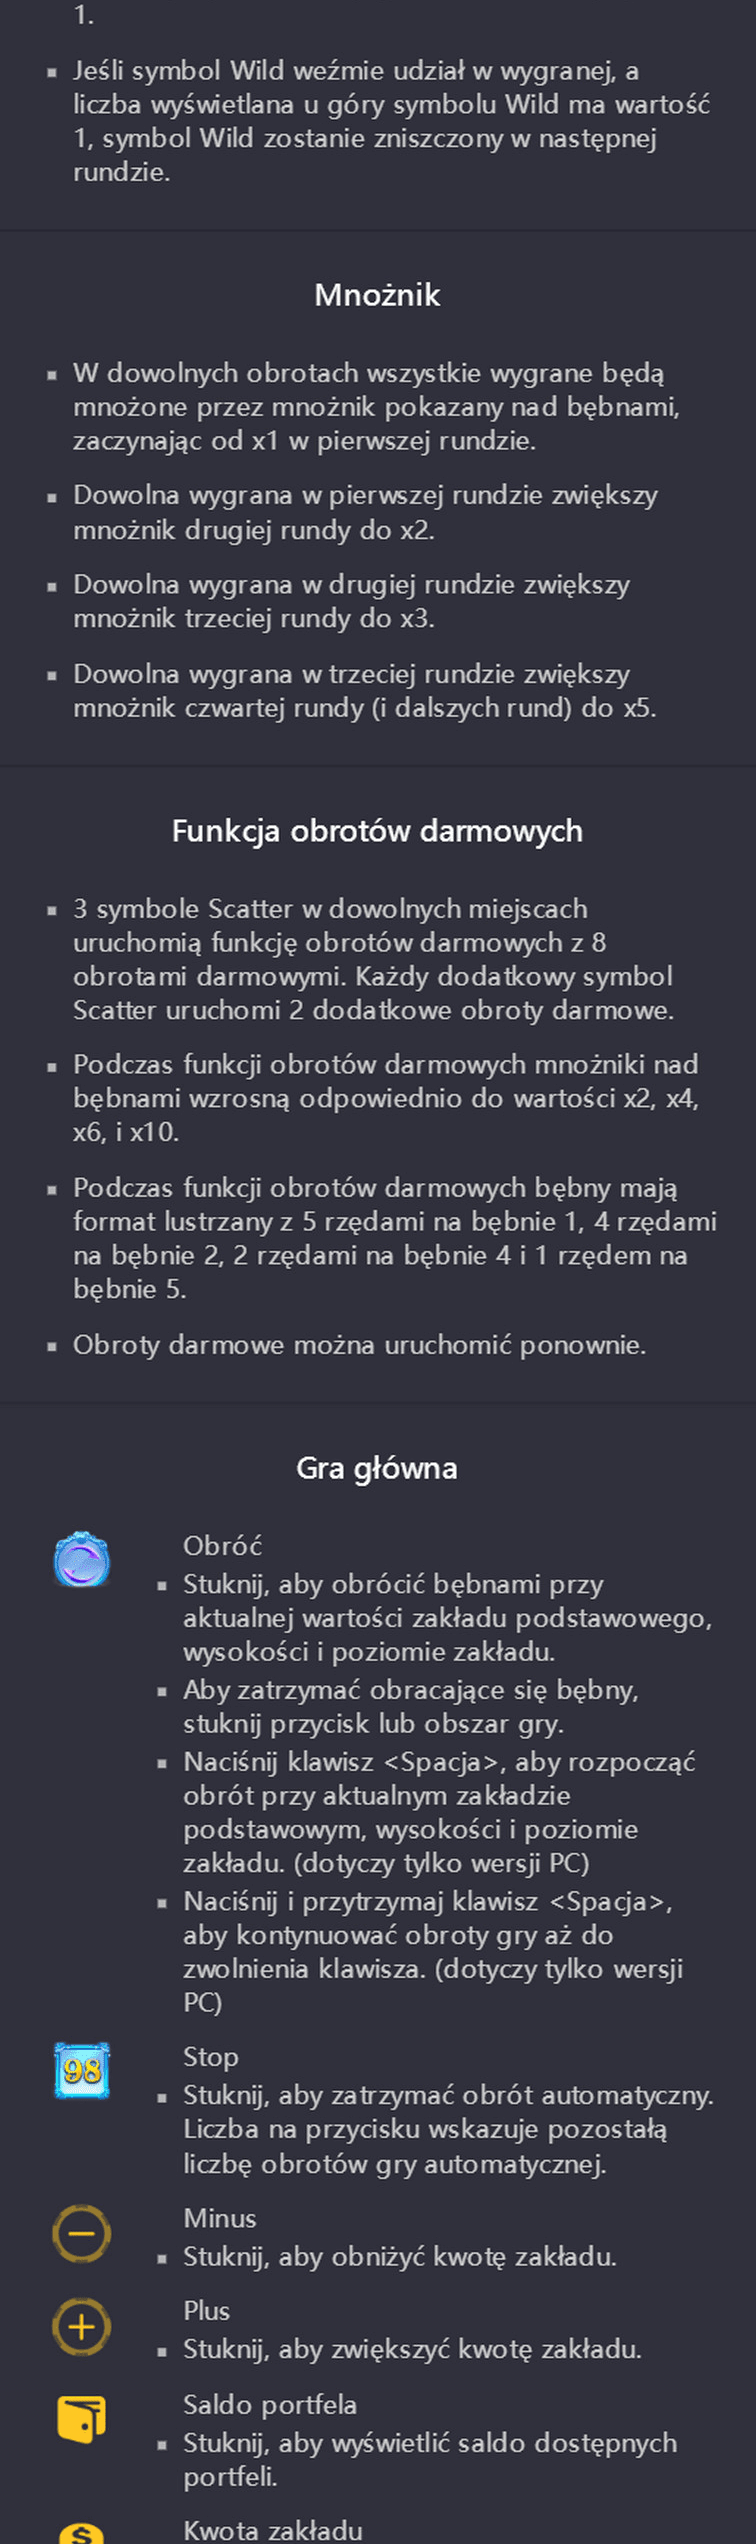 1.
Jeśli symbol Wild weźmie udział w wygranej, a
liczba wyświetlana u góry symbolu Wild ma wartość
1, symbol Wild zostanie zniszczony w następnej
rundzie.
Mnożnik
W dowolnych obrotach wszystkie wygrane będą
mnożone przez mnożnik pokazany nad bębnami,
zaczynając od x1 w pierwszej rundzie.
Dowolna wygrana w pierwszej rundzie zwiększy
mnożnik drugiej rundy do x2.
Dowolna wygrana w drugiej rundzie zwiększy
mnożnik trzeciej rundy do x3.
Dowolna wygrana w trzeciej rundzie zwiększy
mnożnik czwartej rundy (i dalszych rund) do x5.
Funkcja obrotów darmowych
3 symbole Scatter w dowolnych miejscach
uruchomią funkcję obrotów darmowych z 8
obrotami darmowymi. Każdy dodatkowy symbol
Scatter uruchomi 2 dodatkowe obroty darmowe.
Podczas funkcji obrotów darmowych mnożniki nad
bębnami wzrosną odpowiednio do wartości x2, x4,
x6, i x10.
Podczas funkcji obrotów darmowych bębny mają
format lustrzany z 5 rzędami na bębnie 1, 4 rzędami
na bębnie 2, 2 rzędami na bębnie 4 i 1 rzędem na
bębnie 5.
Obroty darmowe można uruchomić ponownie.
Gra główna
Obróć
Stuknij, aby obrócić bębnami przy
aktualnej wartości zakładu podstawowego,
wysokości i poziomie zakładu.
Aby zatrzymać obracające się bębny,
stuknij przycisk lub obszar gry.
Naciśnij klawisz <Spacja>, aby rozpocząć
obrót przy aktualnym zakładzie
podstawowym, wysokości i poziomie
zakładu. (dotyczy tylko wersji PC)
Naciśnij i przytrzymaj klawisz <Spacja>,
aby kontynuować obroty gry aż do
zwolnienia klawisza. (dotyczy tylko wersji
PC)
98
Stop
Stuknij, aby zatrzymać obrót automatyczny.
Liczba na przycisku wskazuje pozostałą
liczbę obrotów gry automatycznej.
Minus
Stuknij, aby obniżyć kwotę zakładu.
Plus
Stuknij, aby zwiększyć kwotę zakładu.
Saldo portfela
Stuknij, aby wyświetlić saldo dostępnych
portfeli.
Kwota zakładu